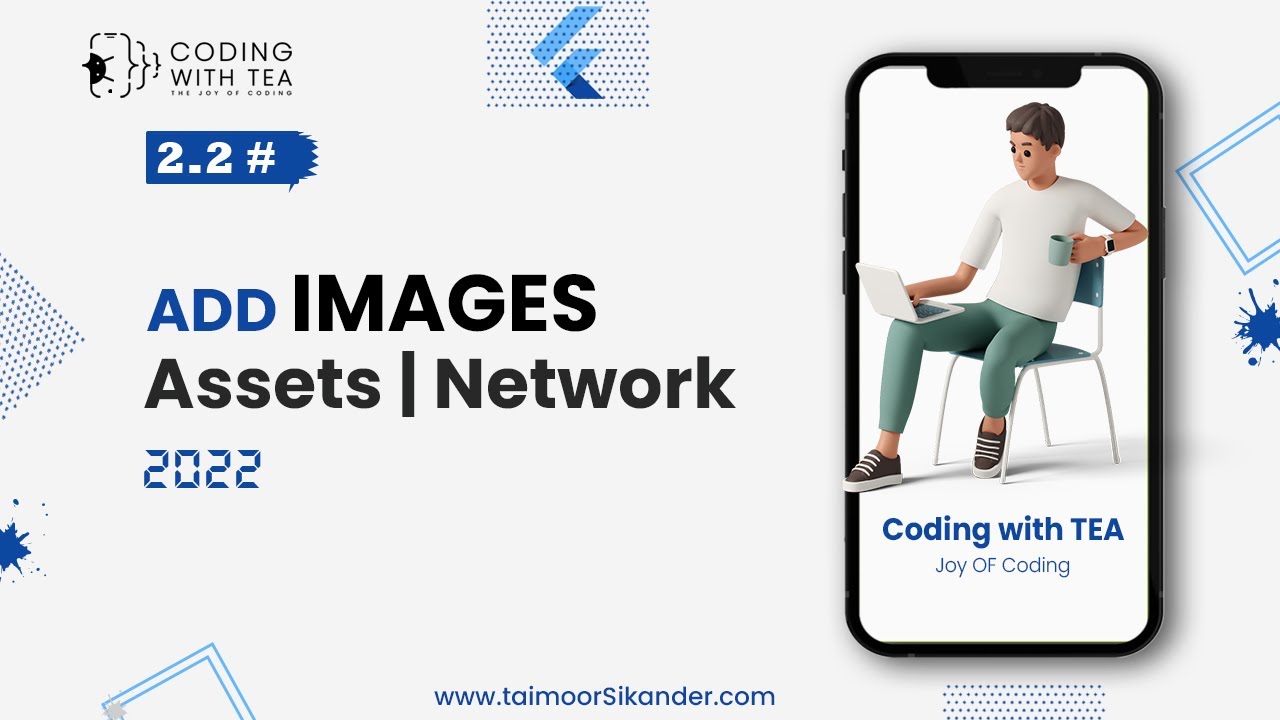 CODING
WITH TEA
THE JOY OF CODING
2.2 #
ADD IMAGES
Assets | Network
2022
Coding with TEA
Joy OF Coding
www.taimoorSikander.com